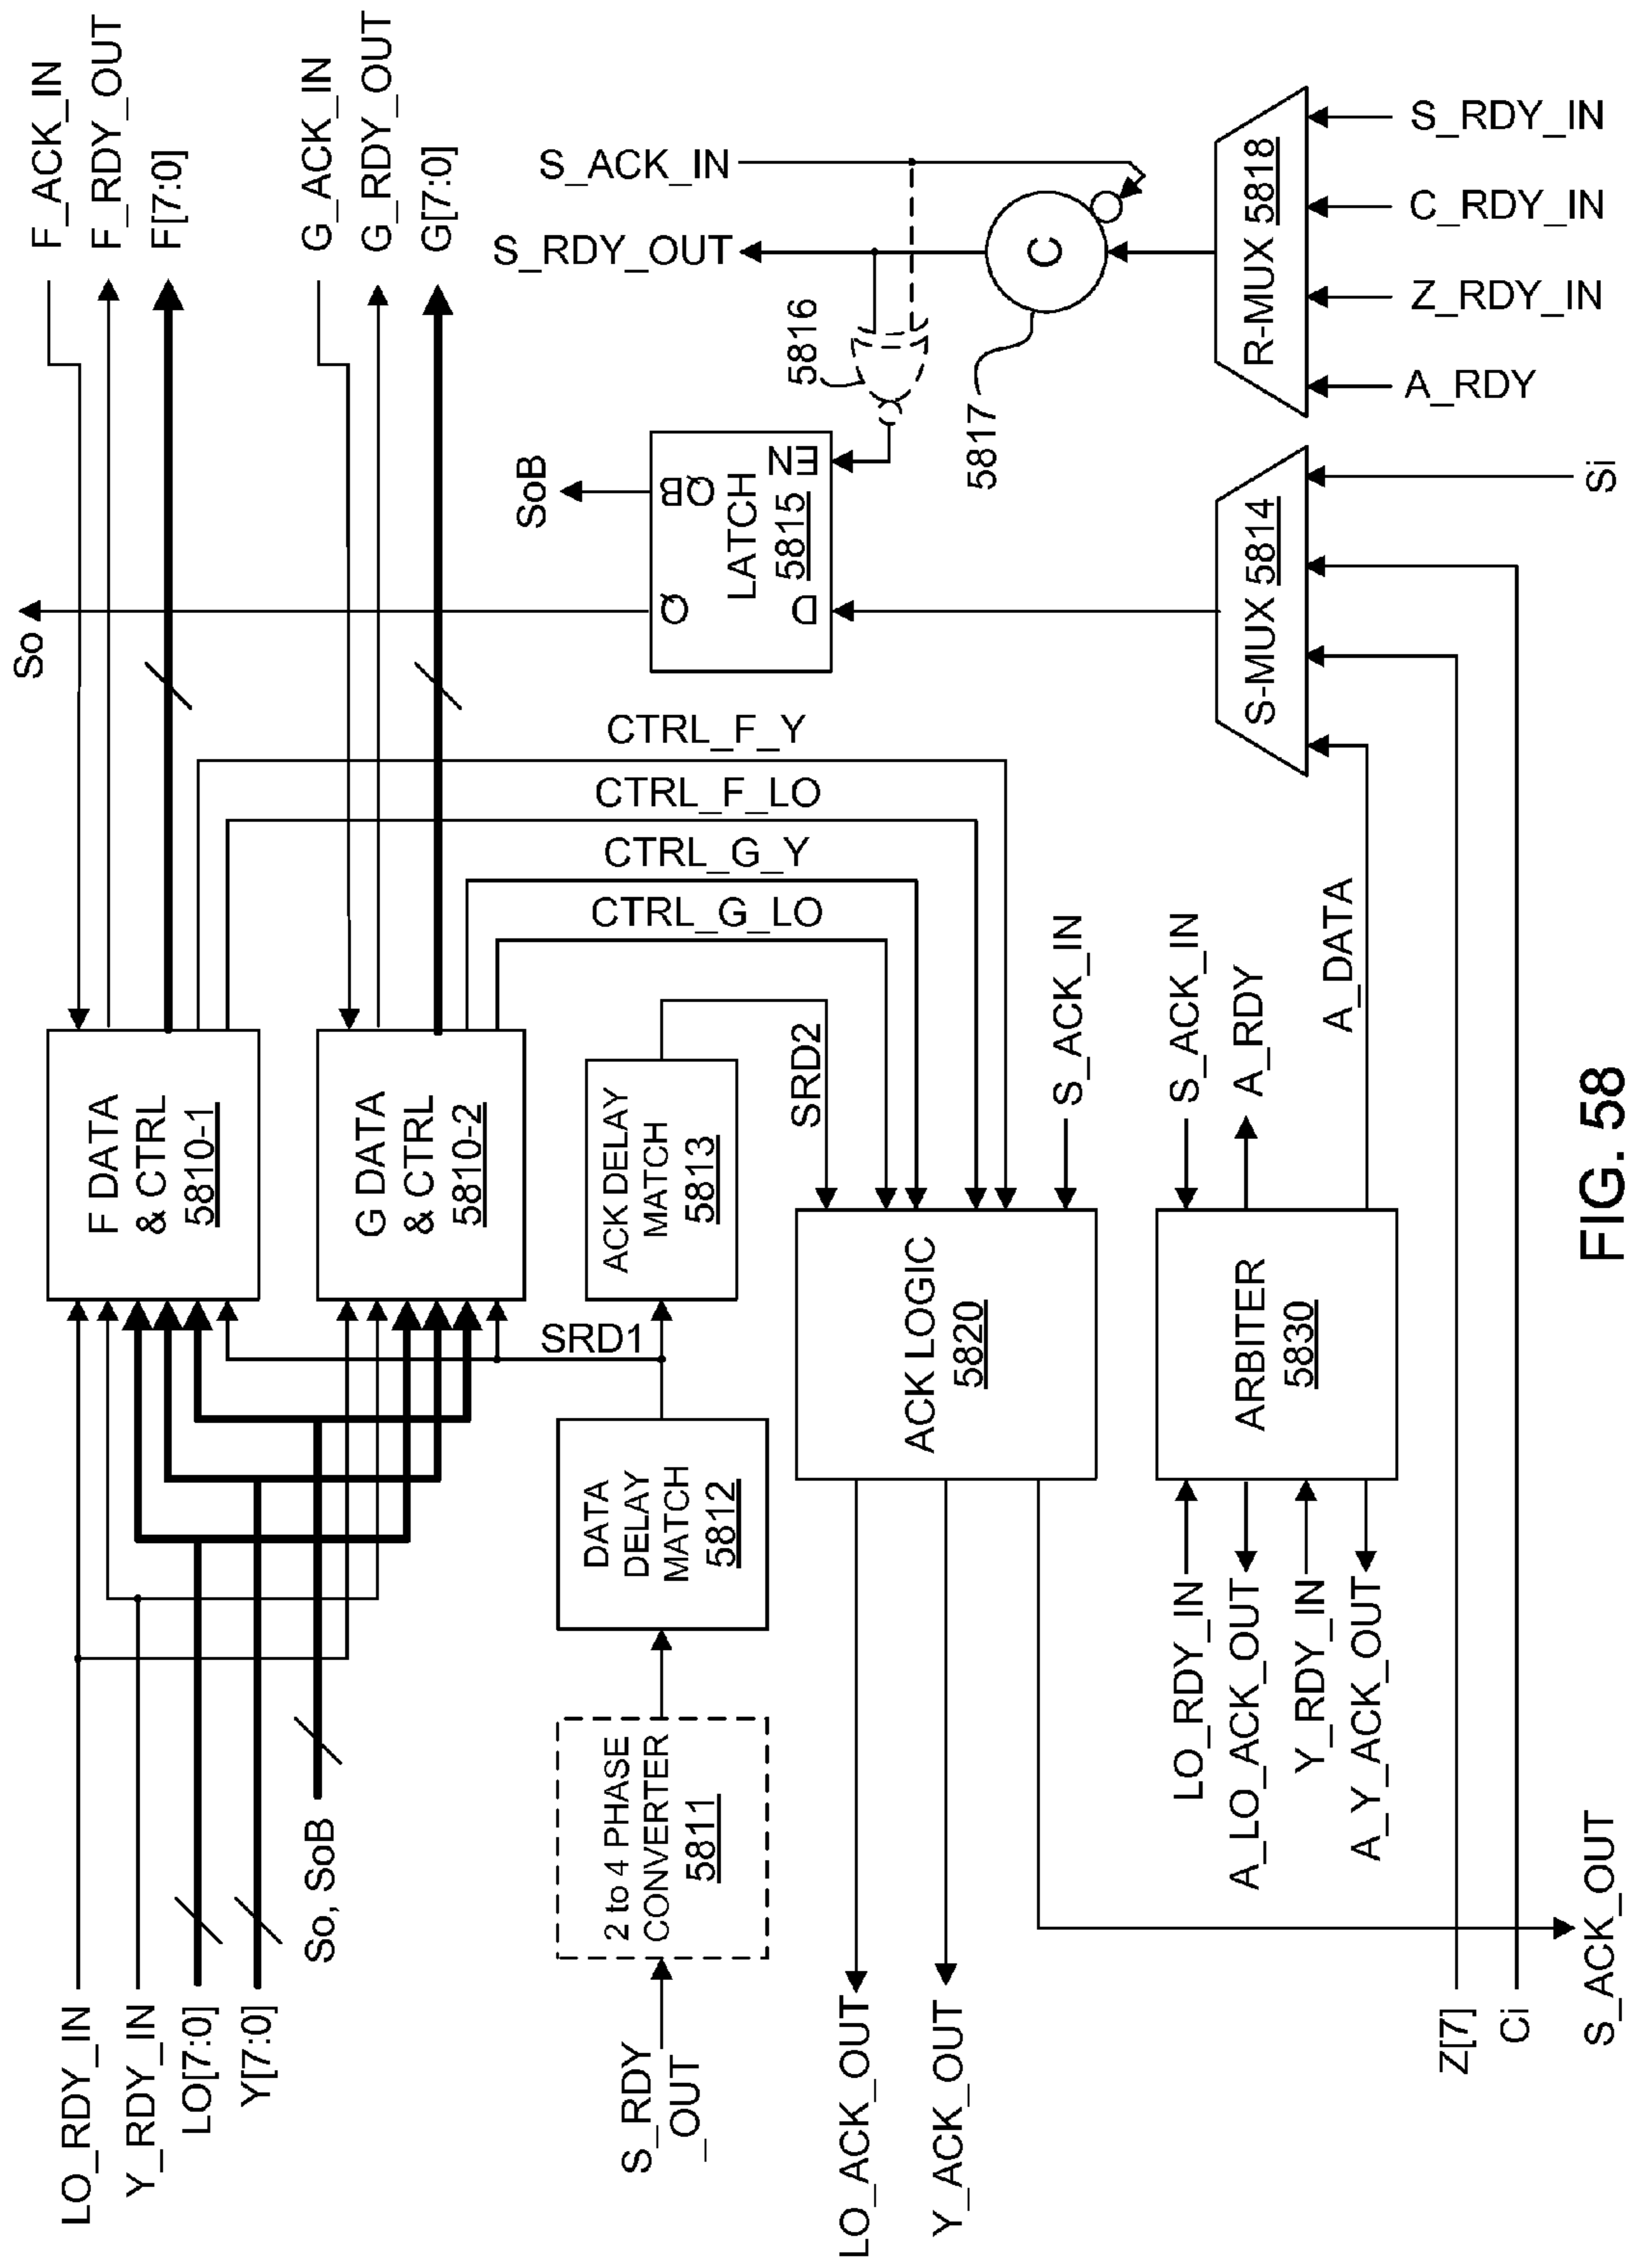 LO_RDY_IN
Y_RDY_IN
LO[7:0]
Y[7:0]
So, SoB
F DATA
& CTRL
5810-1
G DATA
& CTRL
5810-2
F_ACK_IN
F_RDY_OUT
F[7:0]
G_ACK_IN
G_RDY_OUT
G[7:0]
So
S_RDY
_OUT
2 to 4 PHASE
CONVERTER
5811
DATA
DELAY
MATCH
5812
SRD1
ACK DELAY
MATCH
5813
SRD2
CTRL_F_Y
CTRL_F_LO
CTRL_G_Y
CTRL_G_LO
SoB
Q
QB
LATCH
5815
D
EN
5816
S_ACK_IN
S_RDY_OUT
C
5817
LO_ACK_OUT
Y_ACK_OUT
ACK LOGIC
5820
S_ACK_IN
LO_RDY_IN
A_LO_ACK_OUT
Y_RDY_IN
A_Y_ACK_OUT
ARBITER
5830
S_ACK_IN
A_RDY
A_DATA
S-MUX 5814
R-MUX 5818
A_RDY
Z_RDY_IN
C_RDY_IN
S_RDY_IN
Z[7]
Ci
Si
S_ACK_OUT
FIG. 58